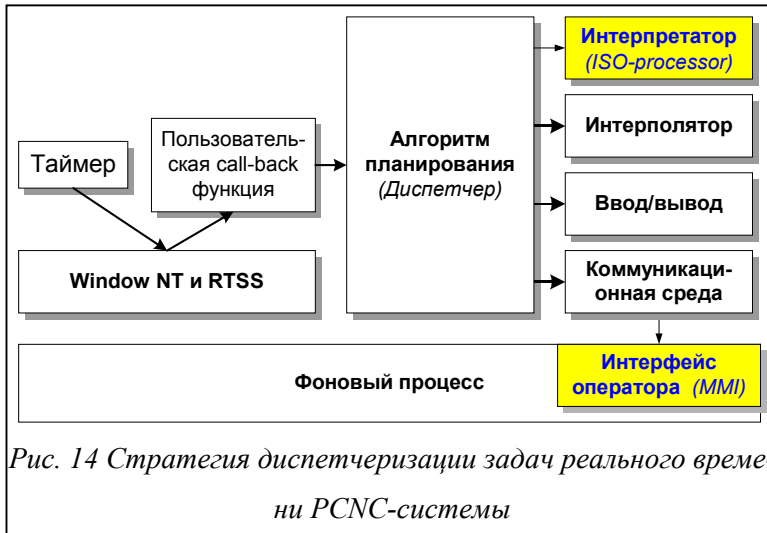 Таймер
Пользователь-
ская call-back
функция
Window NT и RTSS
Алгоритм
планирования
(Диспетчер)
Интерпретатор
(ISO-processor)
Интерполятор
Ввод/вывод
Коммуникаци-
онная среда
Фоновый процесс
Интерфейс
оператора (MMI)
Рис. 14 Стратегия диспетчеризации задач реального време-
ни PCNC-системы